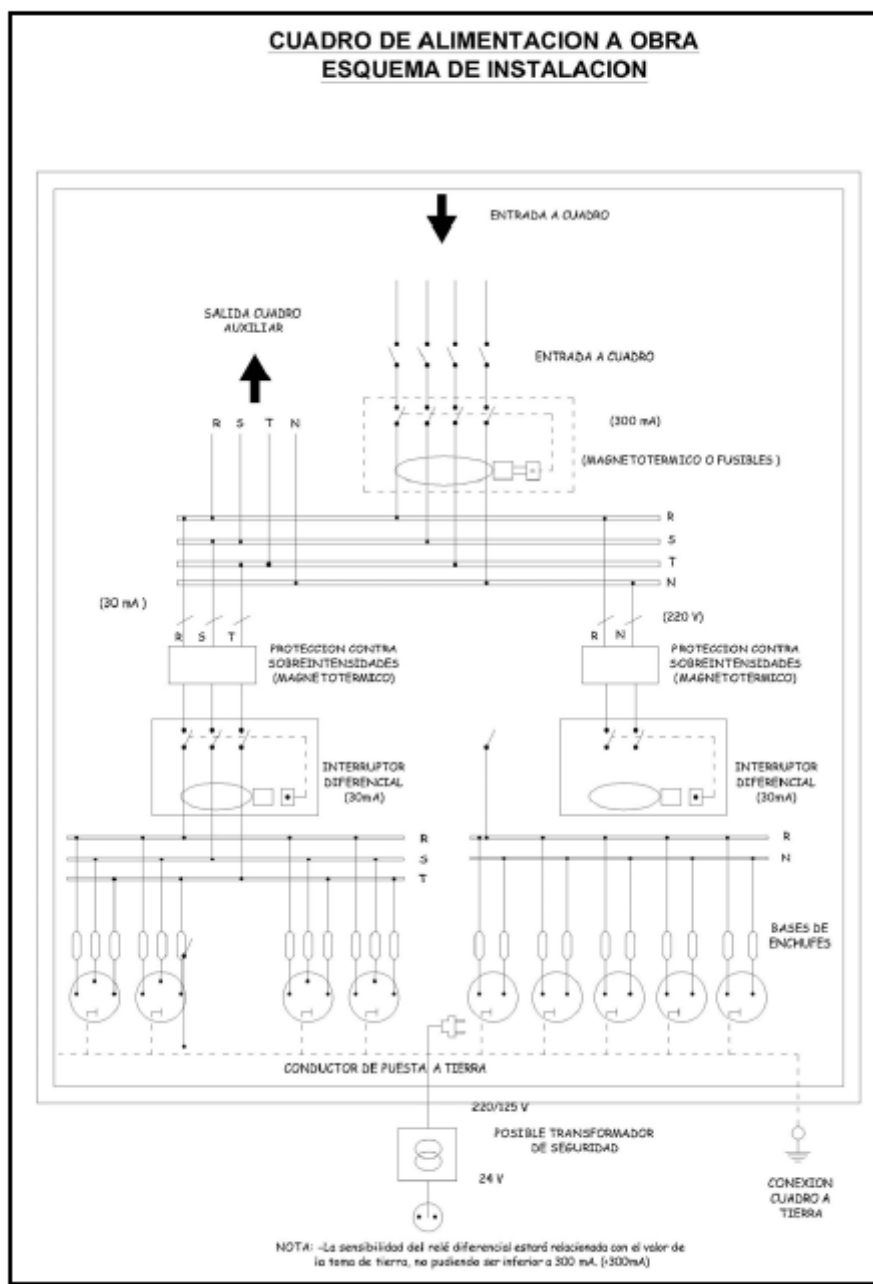 CUADRO DE ALIMENTACION A OBRA
ESQUEMA DE INSTALACION
ENTRADA A CUADRO
SALIDA CUADRO
AUXILIAR
ENTRADA A CUADRO
R S T N
(300 mA)
(MAGNETOTERMICO O FUSIBLES )
R
S
T
N
(30 mA )
(220 V)
R S T
R N
PROTECCION CONTRA
SOBREINTENSIDADES
(MAGNETOTERMICO)
PROTECCION CONTRA
SOBREINTENSIDADES
(MAGNETOTERMICO)
INTERRUPTOR
DIFERENCIAL
(30mA)
INTERRUPTOR
DIFERENCIAL
(30mA)
R
S
T
R
N
BASES DE
ENCHUFES
CONDUCTOR DE PUESTA A TIERRA
220/125 V
POSIBLE TRANSFORMADOR
DE SEGURIDAD
24 V
CONEXION
CUADRO A
TIERRA
NOTA: -La sensibilidad del relé diferencial estará relacionada con el valor de
la toma de tierra, no pudiendo ser inferior a 300 mA. (<300mA)